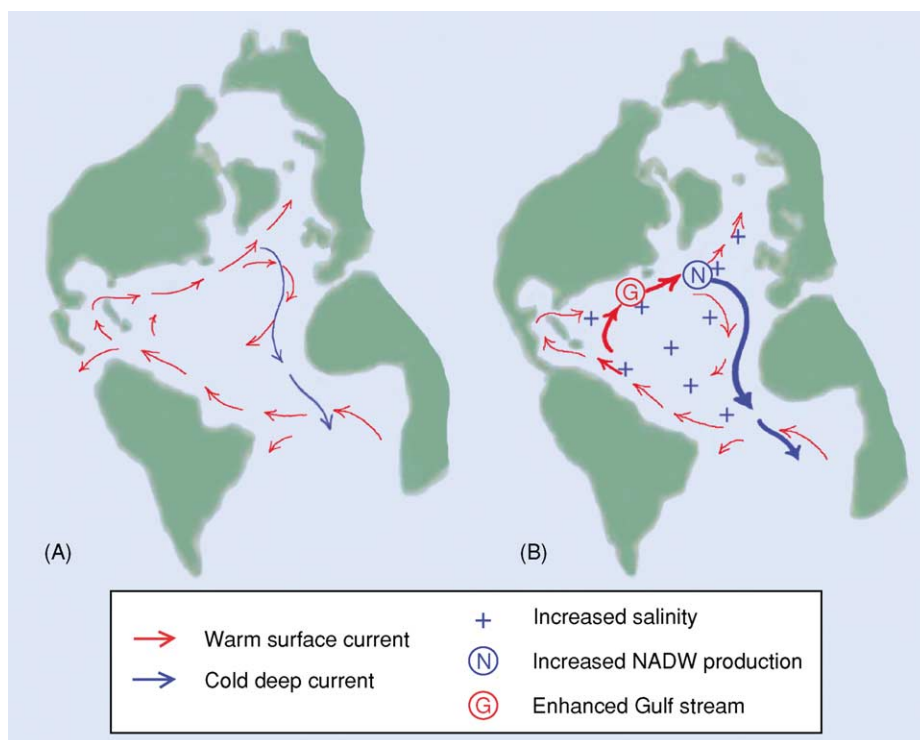 G
N
(A)
(B)
Warm surface current
Cold deep current
+ Increased salinity
N Increased NADW production
G Enhanced Gulf stream